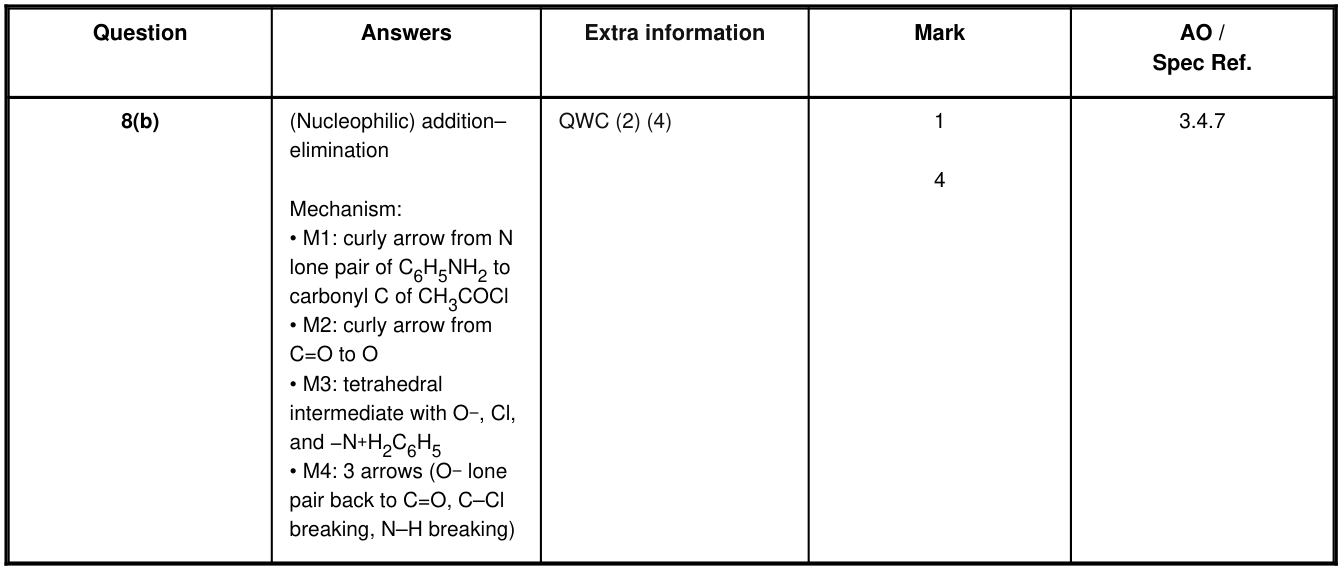 Question Answers Extra information Mark AO /
Spec Ref.
8(b) (Nucleophilic) addition– QWC (2) (4) 1 3.4.7
elimination
4
Mechanism:
• M1: curly arrow from N
lone pair of C₆H₅NH₂ to
carbonyl C of CH₃COCl
• M2: curly arrow from
C=O to O
• M3: tetrahedral
intermediate with O⁻, Cl,
and –N⁺H₂C₆H₅
• M4: 3 arrows (O⁻ lone
pair back to C=O, C–Cl
breaking, N–H breaking)